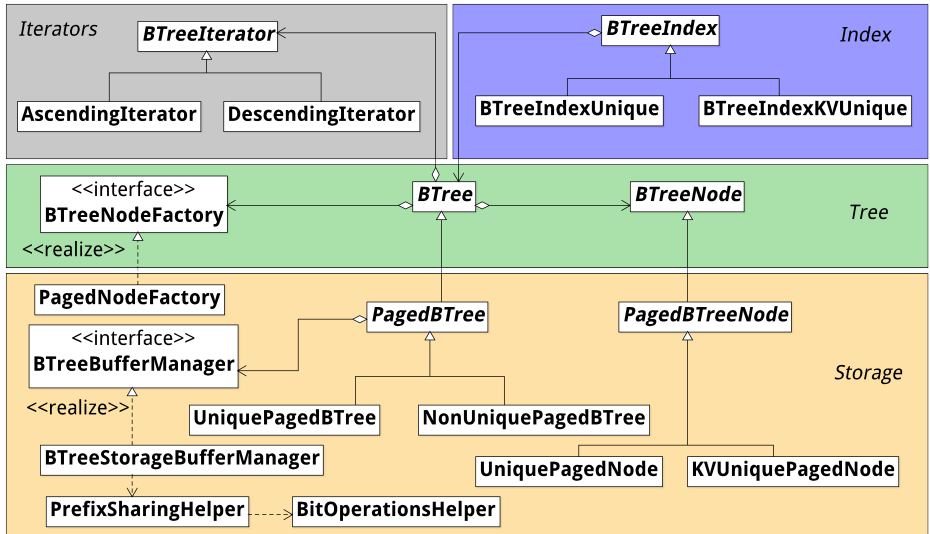 Iterators
BTreeIterator
AscendingIterator
DescendingIterator
BTreeIndex
Index
BTreeIndexUnique
BTreeIndexKVUnique
<<interface>>
BTreeNodeFactory
<<realize>>
BTree
BTreeNode
Tree
PagedNodeFactory
<<interface>>
BTreeBufferManager
<<realize>>
PagedBTree
PagedBTreeNode
Storage
UniquePagedBTree
NonUniquePagedBTree
BTreeStorageBufferManager
UniquePagedNode
KVUniquePagedNode
PrefixSharingHelper
BitOperationsHelper